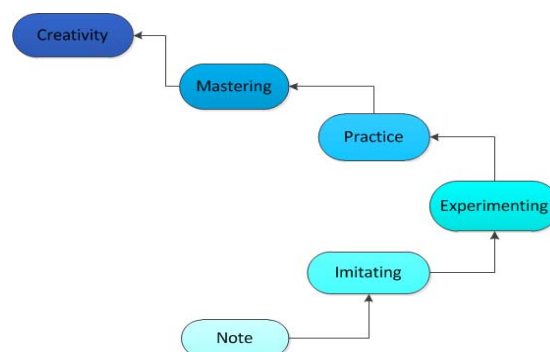 Creativity
Mastering
Practice
Experimenting
Imitating
Note